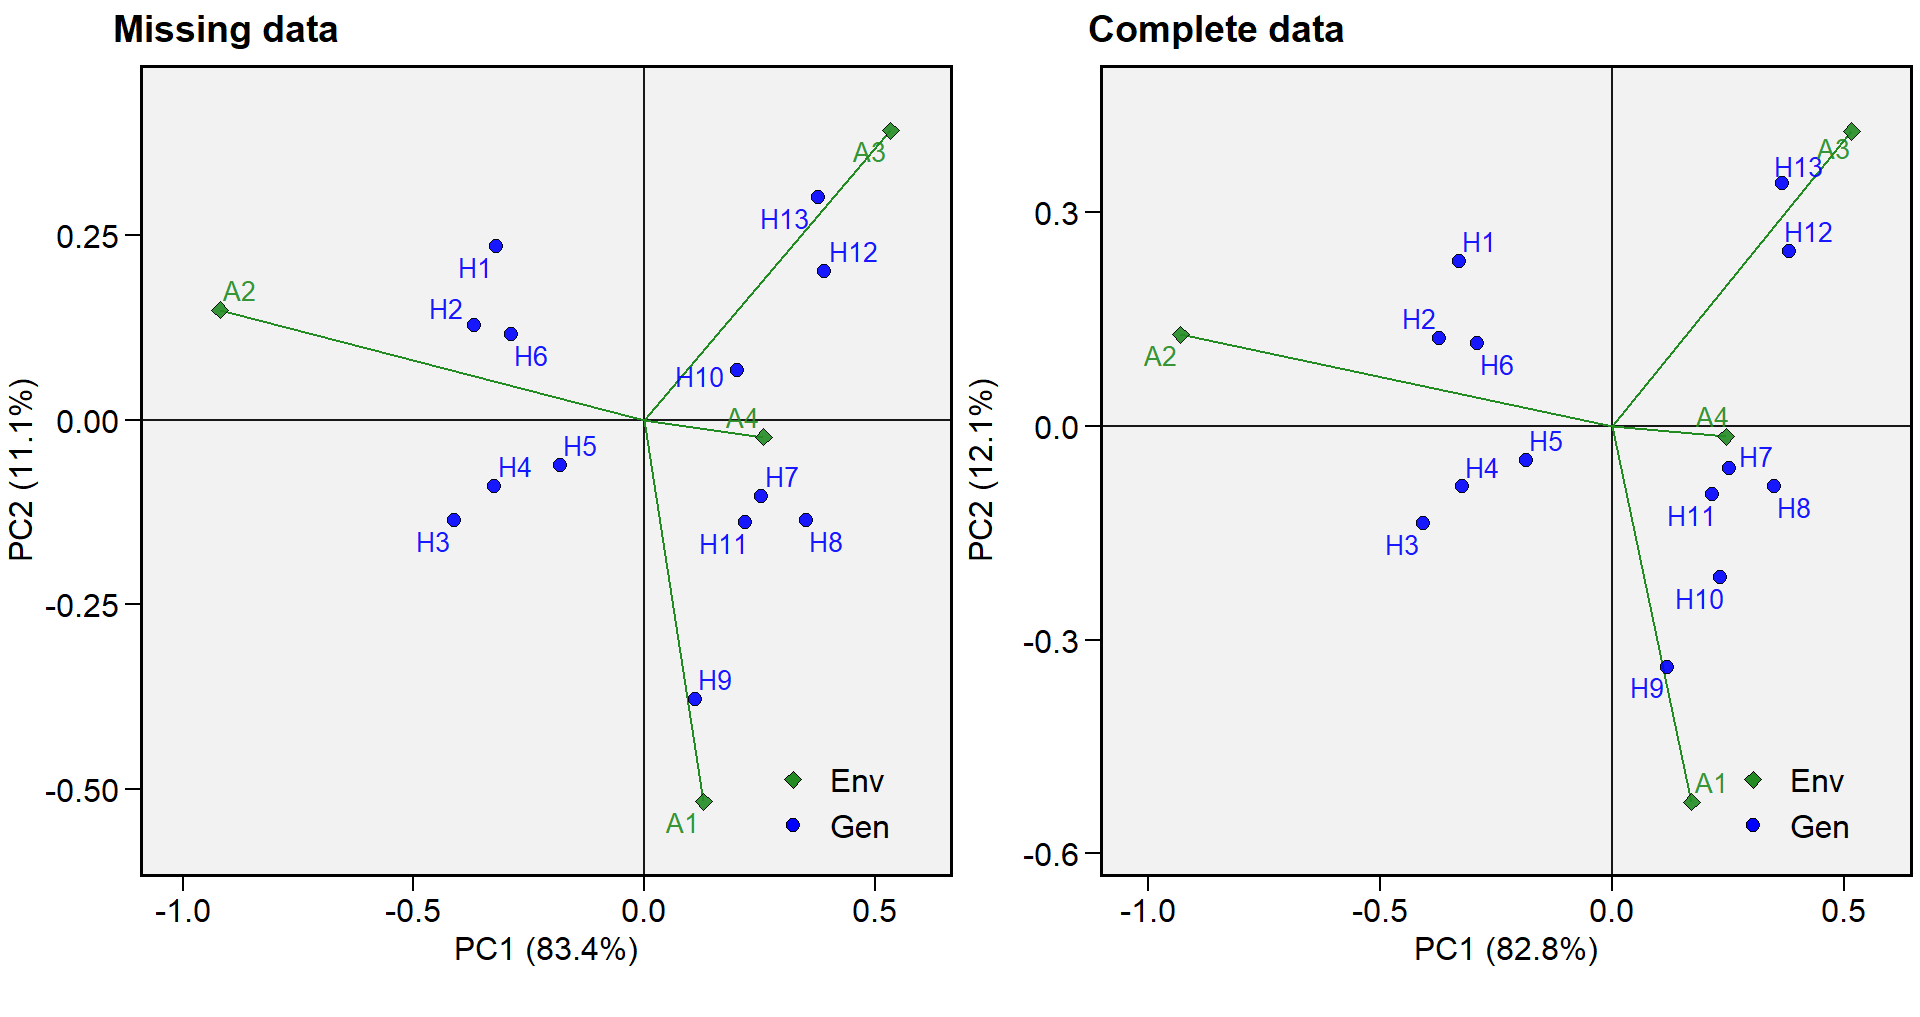 Missing data
A3
H13
H12
H1
A2
H2
H6
H10
A4
H5
H4
H7
H3
H11
H8
H9
A1
Env
Gen
0.25
0.00
-0.25
-0.50
-1.0
-0.5
0.0
0.5
PC1 (83.4%)
PC2 (11.1%)
Complete data
A3
H13
H12
H1
H2
A2
H6
A4
H5
H7
H4
H8
H11
H3
H10
H9
A1
Env
Gen
0.3
0.0
-0.3
-0.6
-1.0
-0.5
0.0
0.5
PC1 (82.8%)
PC2 (12.1%)